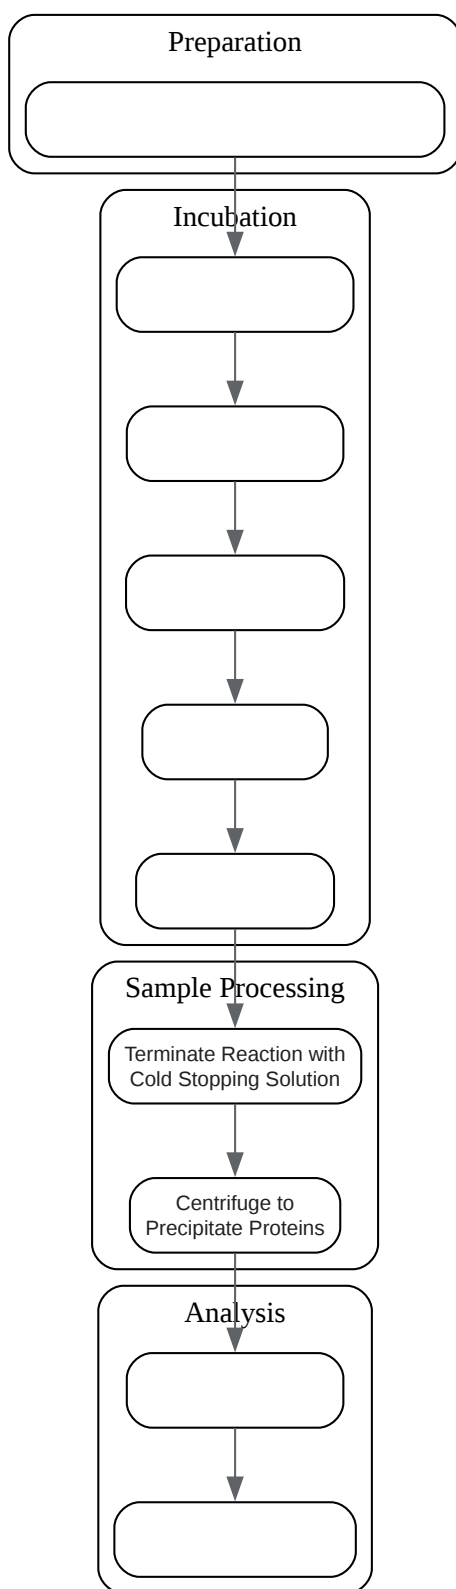 Preparation
Incubation
Sample Processing
Terminate Reaction with
Cold Stopping Solution
Centrifuge to
Precipitate Proteins
Analysis